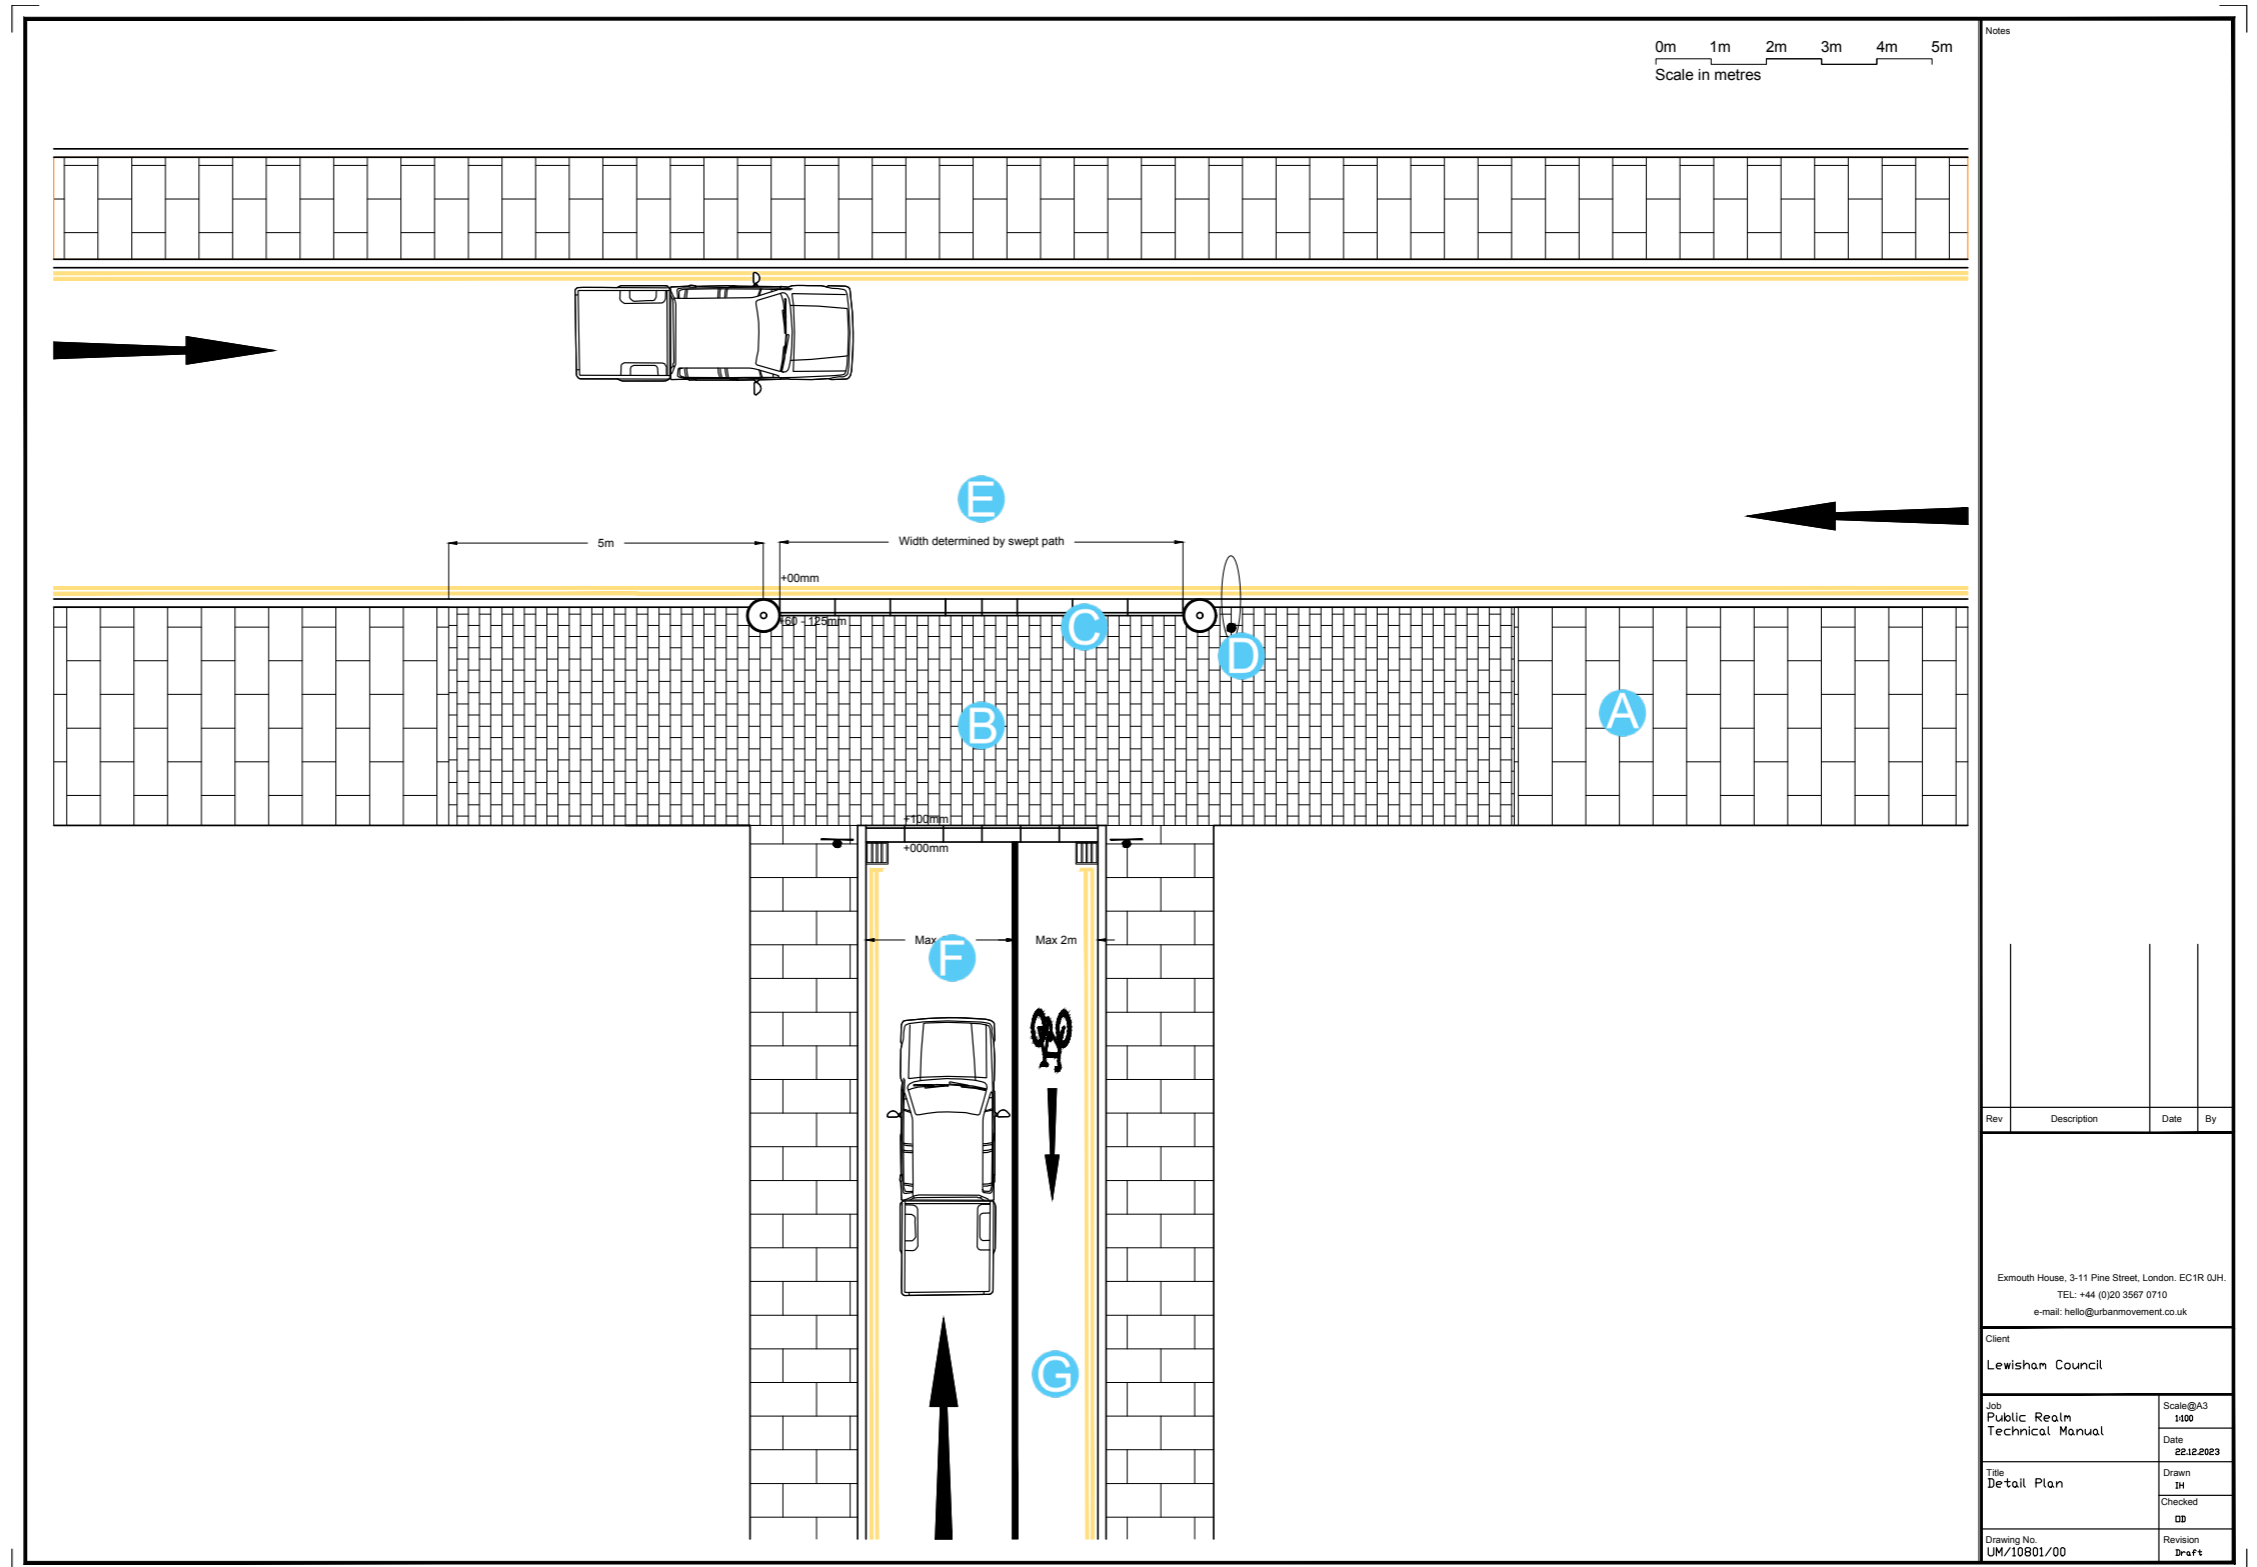 0m 1m 2m 3m 4m 5m
Scale in metres
E
5m
Width determined by swept path
+00mm
+60 - 125mm
C
D
B
A
+100mm
+000mm
Max
F
Max 2m
G
Notes
Rev Description Date By
Exmouth House, 3-11 Pine Street, London. EC1R 0JH.
TEL: +44 (0)20 3567 0710
e-mail: hello@urbanmovement.co.uk
Client
Lewisham Council
Job
Public Realm
Technical Manual
Scale@A3
1:100
Date
22.12.2023
Title
Detail Plan
Drawn
IH
Checked
OD
Drawing No.
UM/10801/00
Revision
Draft